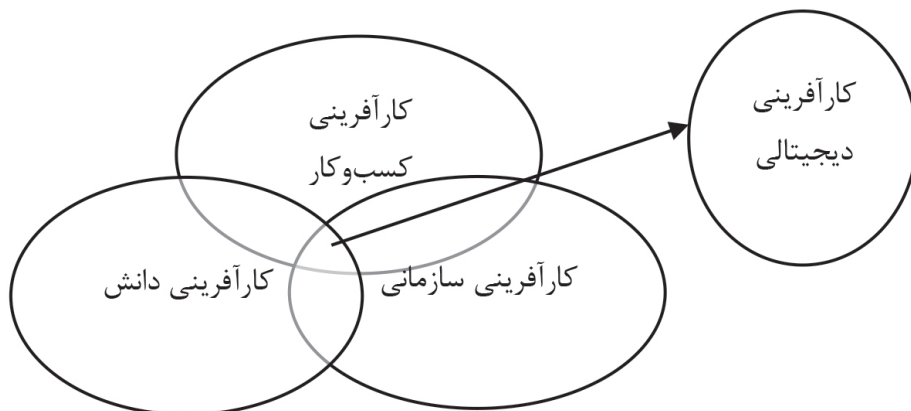 کارآفرینی
دیجیتالی
کارآفرینی
کسب‌وکار
کارآفرینی سازمانی
کارآفرینی دانش